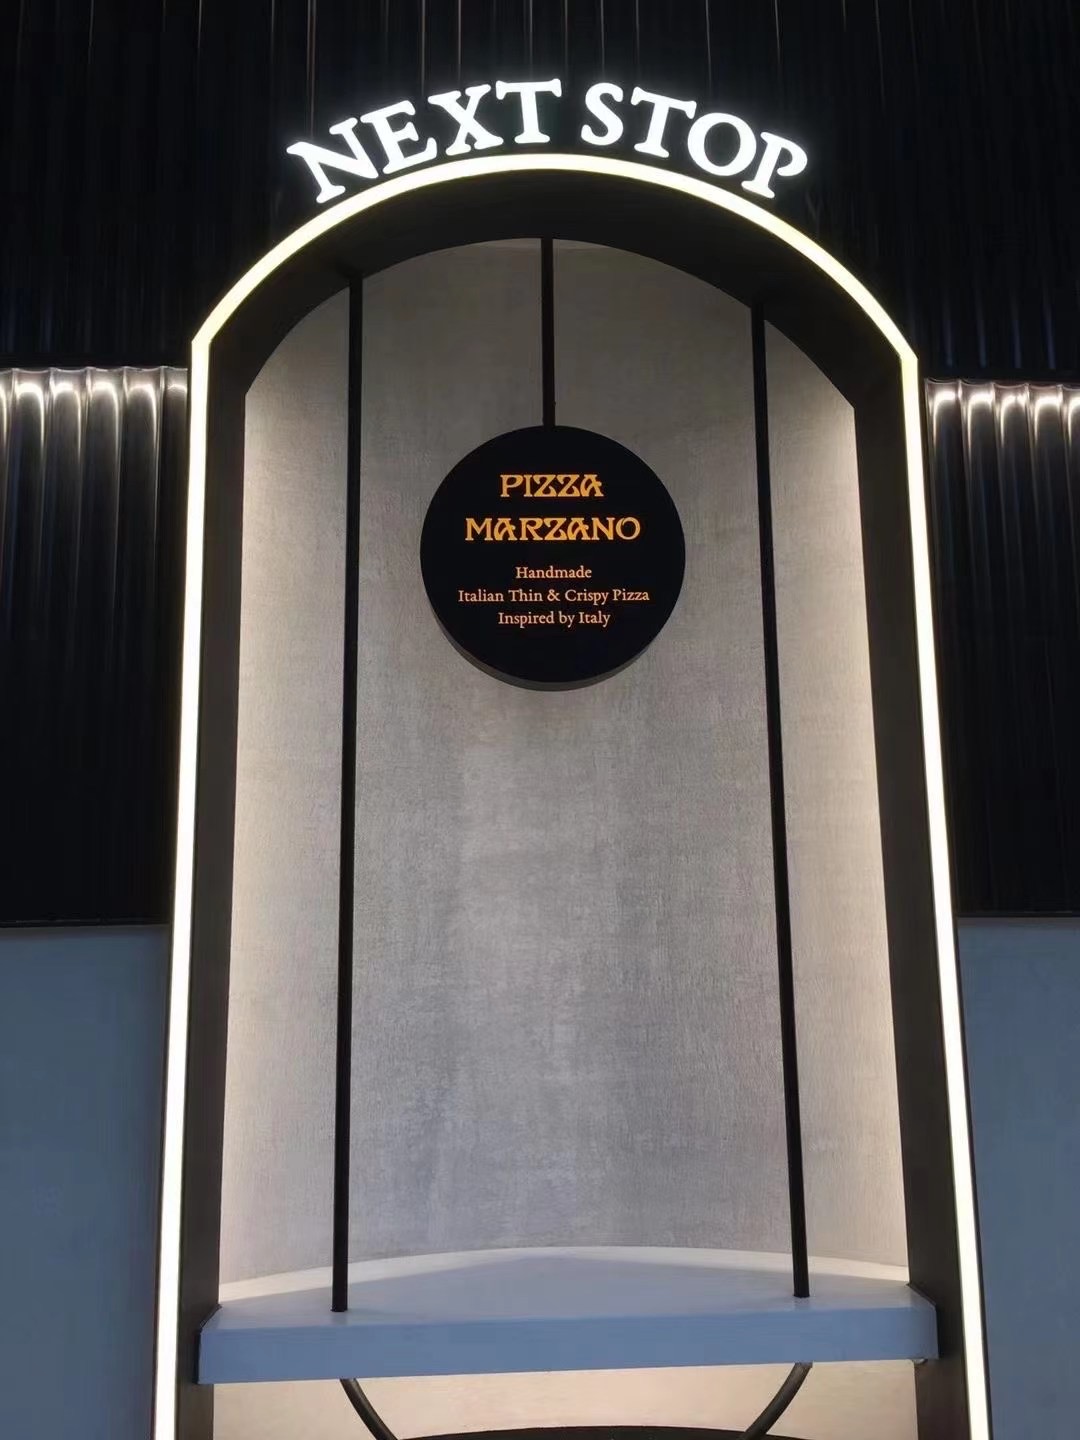 NEXT STOP
PIZZA
MARZANO
Handmade
Italian Thin & Crispy Pizza
Inspired by Italy